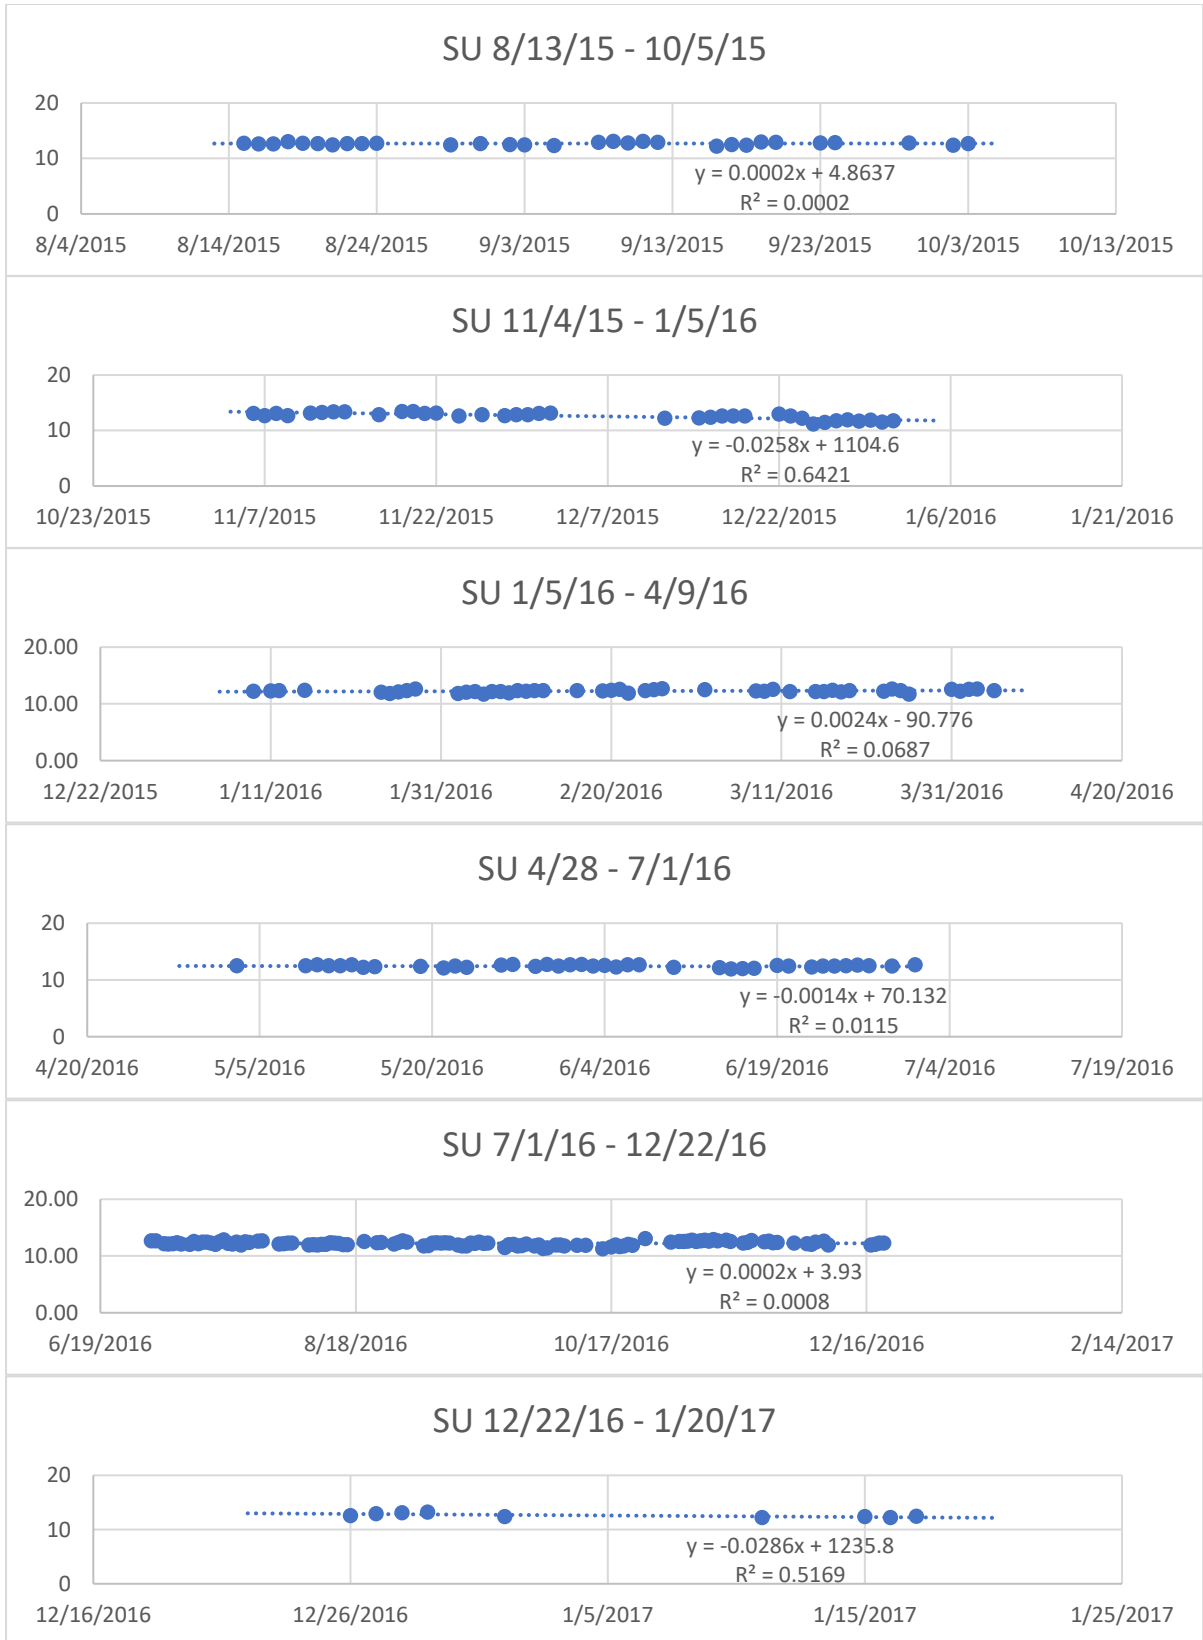 SU 8/13/15 - 10/5/15
20
10
0
y = 0.0002x + 4.8637
R² = 0.0002
8/4/2015 8/14/2015 8/24/2015 9/3/2015 9/13/2015 9/23/2015 10/3/2015 10/13/2015
SU 11/4/15 - 1/5/16
20
10
0
y = -0.0258x + 1104.6
R² = 0.6421
10/23/2015 11/7/2015 11/22/2015 12/7/2015 12/22/2015 1/6/2016 1/21/2016
SU 1/5/16 - 4/9/16
20.00
10.00
0.00
y = 0.0024x - 90.776
R² = 0.0687
12/22/2015 1/11/2016 1/31/2016 2/20/2016 3/11/2016 3/31/2016 4/20/2016
SU 4/28 - 7/1/16
20
10
0
y = -0.0014x + 70.132
R² = 0.0115
4/20/2016 5/5/2016 5/20/2016 6/4/2016 6/19/2016 7/4/2016 7/19/2016
SU 7/1/16 - 12/22/16
20.00
10.00
0.00
y = 0.0002x + 3.93
R² = 0.0008
6/19/2016 8/18/2016 10/17/2016 12/16/2016 2/14/2017
SU 12/22/16 - 1/20/17
20
10
0
y = -0.0286x + 1235.8
R² = 0.5169
12/16/2016 12/26/2016 1/5/2017 1/15/2017 1/25/2017